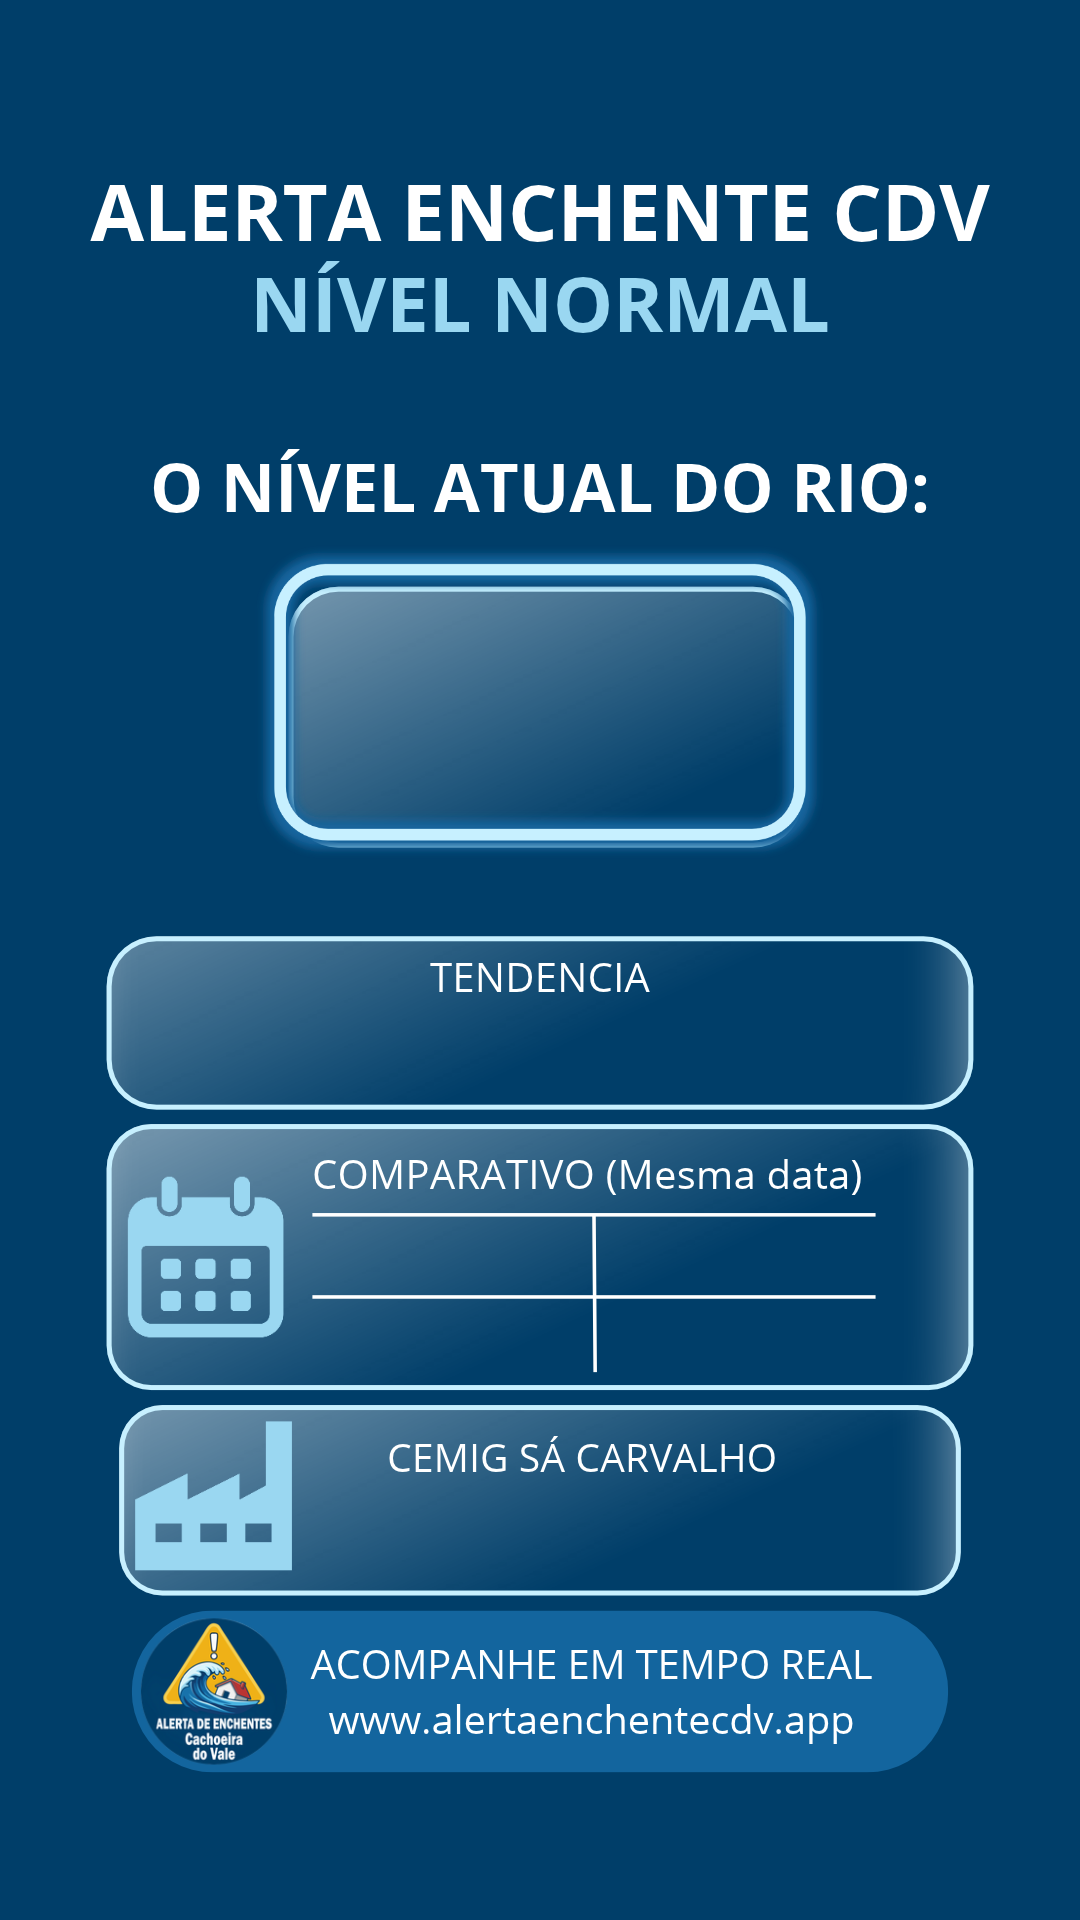 ALERTA ENCHENTE CDV
NÍVEL NORMAL
O NÍVEL ATUAL DO RIO:
TENDENCIA
COMPARATIVO (Mesma data)
CEMIG SÁ CARVALHO
ACOMPANHE EM TEMPO REAL
www.alertaenchentecdv.app
ALERTA DE ENCHENTES
Cachoeira
do Vale